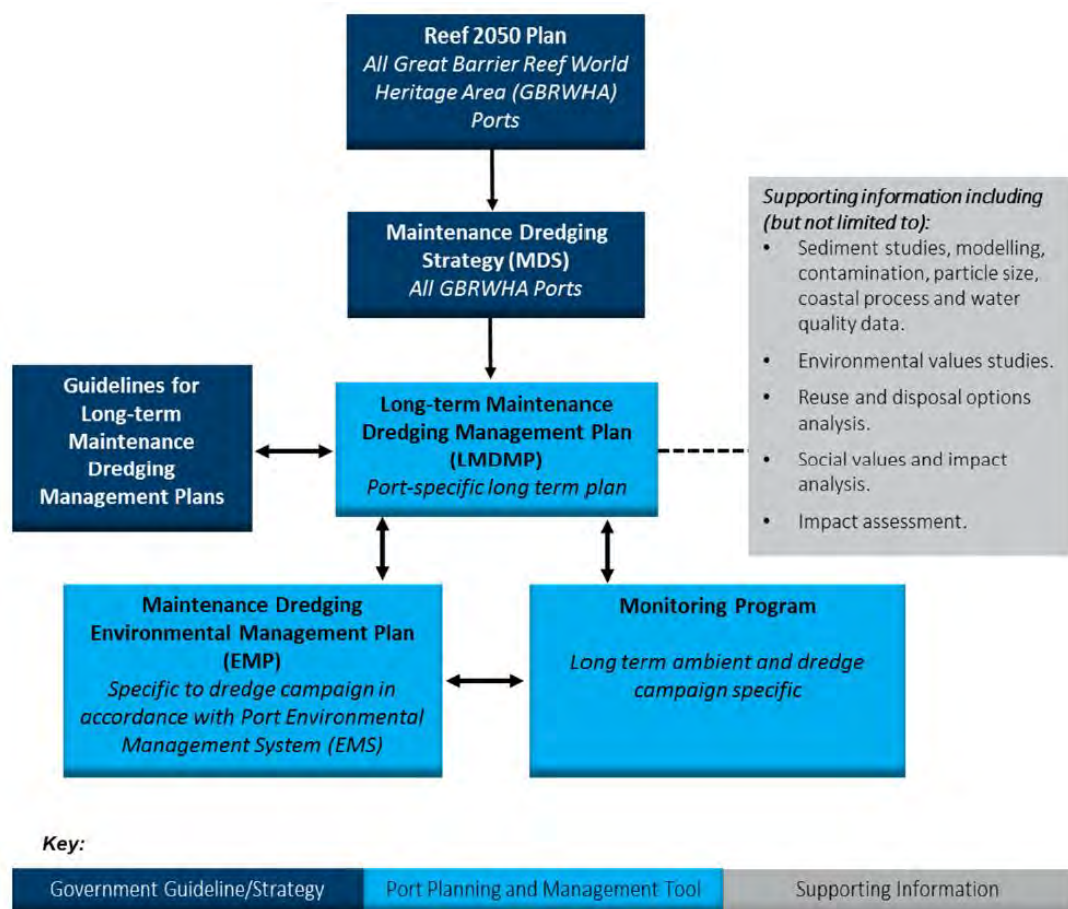 Reef 2050 Plan
All Great Barrier Reef World
Heritage Area (GBRWHA)
Ports
Maintenance Dredging
Strategy (MDS)
All GBRWHA Ports
Supporting information including
(but not limited to):
• Sediment studies, modelling,
contamination, particle size,
coastal process and water
quality data.
• Environmental values studies.
• Reuse and disposal options
analysis.
• Social values and impact
analysis.
• Impact assessment.
Guidelines for
Long-term
Maintenance
Dredging
Management Plans
Long-term Maintenance
Dredging Management Plan
(LMDMP)
Port-specific long term plan
Maintenance Dredging
Environmental Management Plan
(EMP)
Specific to dredge campaign in
accordance with Port Environmental
Management System (EMS)
Monitoring Program
Long term ambient and dredge
campaign specific
Key:
Government Guideline/Strategy
Port Planning and Management Tool
Supporting Information